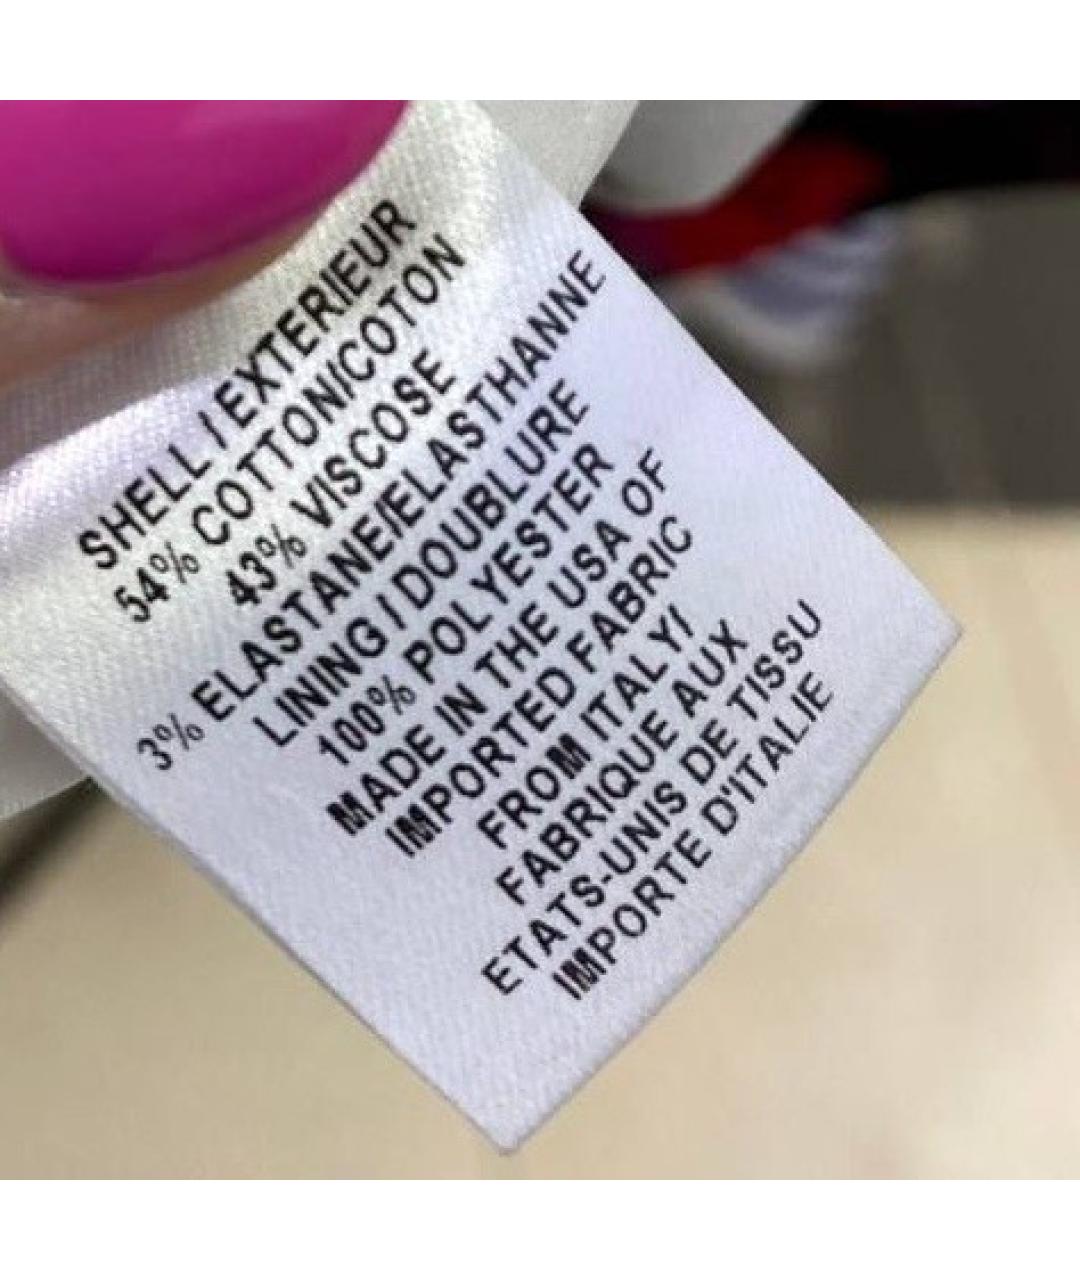 SHELL / EXTERIEUR
54% COTTON/COTON
43% VISCOSE
3% ELASTANE/ELASTHANNE
LINING / DOUBLURE
100% POLYESTER
MADE IN THE USA OF
IMPORTED FABRIC
FROM ITALY/
FABRIQUE AUX
ETATS-UNIS DE TISSU
IMPORTE D'ITALIE